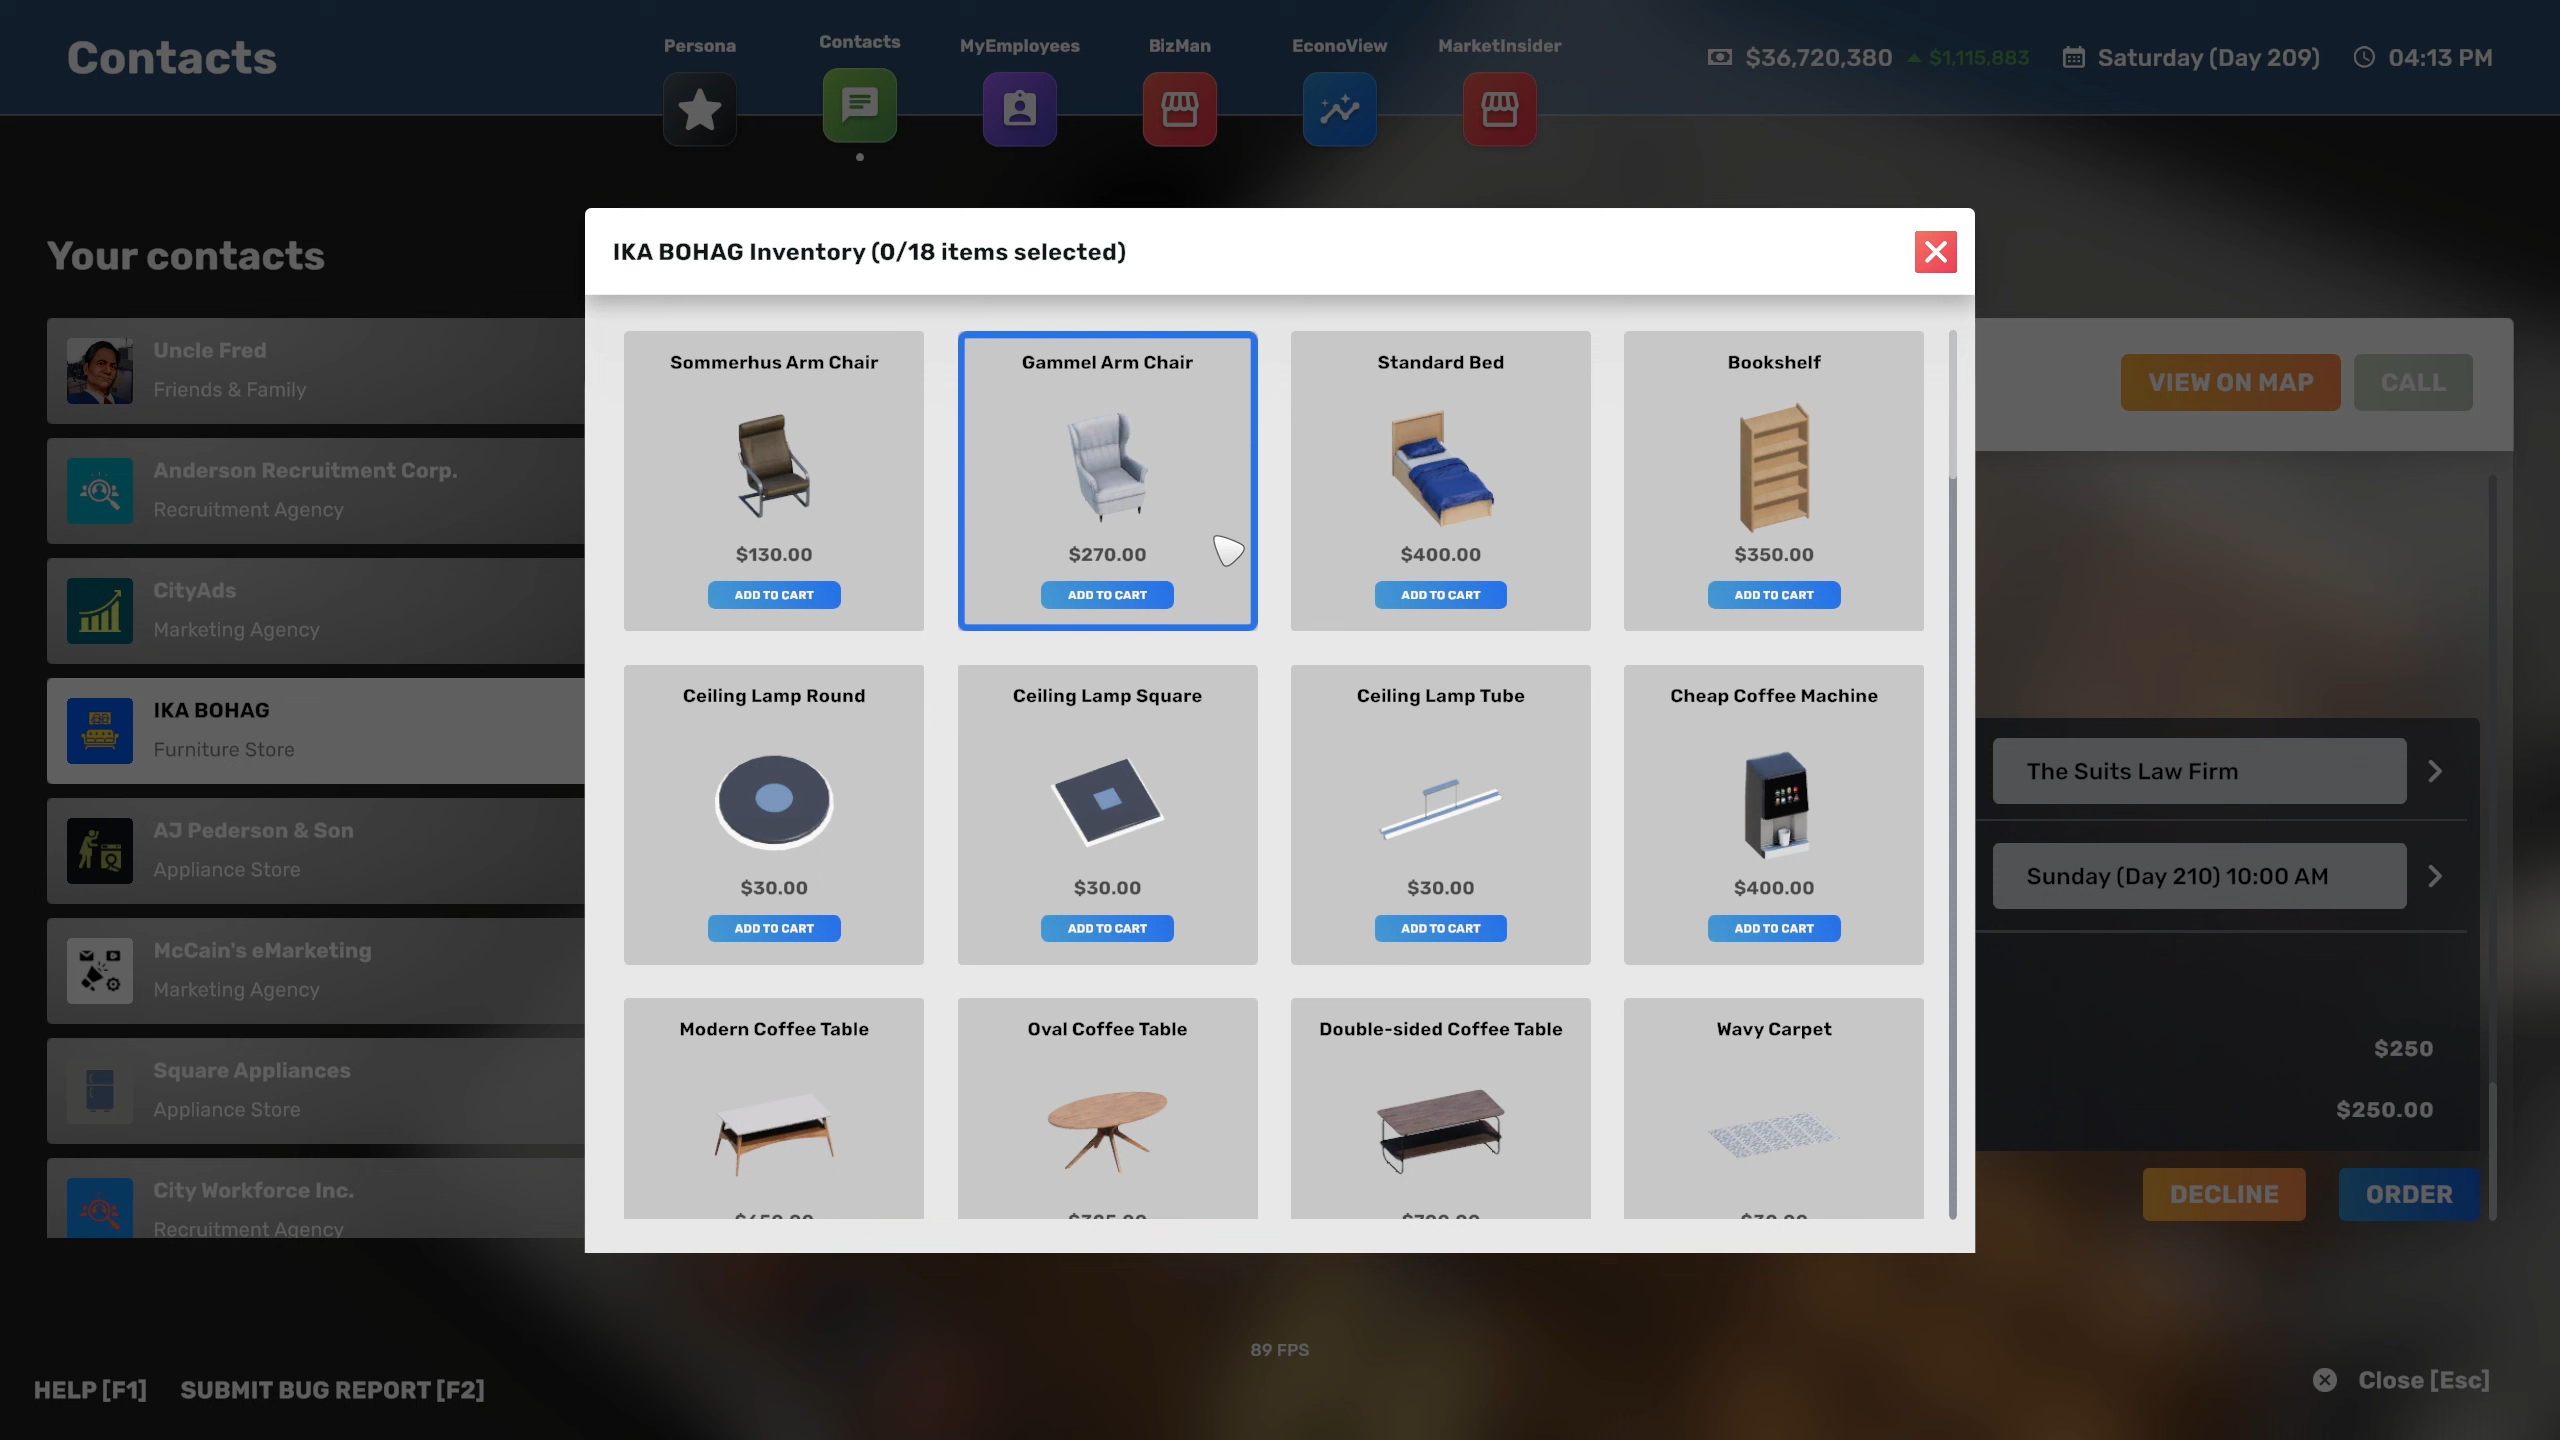 Contacts
Persona
Contacts
MyEmployees
BizMan
EconoView
MarketInsider
$36,720,380
$1,115,883
Saturday (Day 209)
04:13 PM
Your contacts
Uncle Fred
Friends & Family
Anderson Recruitment Corp.
Recruitment Agency
CityAds
Marketing Agency
IKA BOHAG
Furniture Store
AJ Pederson & Son
Appliance Store
McCain's eMarketing
Marketing Agency
Square Appliances
Appliance Store
City Workforce Inc.
Recruitment Agency
IKA BOHAG Inventory (0/18 items selected)
Sommerhus Arm Chair
$130.00
ADD TO CART
Gammel Arm Chair
$270.00
ADD TO CART
Standard Bed
$400.00
ADD TO CART
Bookshelf
$350.00
ADD TO CART
Ceiling Lamp Round
$30.00
ADD TO CART
Ceiling Lamp Square
$30.00
ADD TO CART
Ceiling Lamp Tube
$30.00
ADD TO CART
Cheap Coffee Machine
$400.00
ADD TO CART
Modern Coffee Table
Oval Coffee Table
Double-sided Coffee Table
Wavy Carpet
VIEW ON MAP
CALL
The Suits Law Firm
Sunday (Day 210) 10:00 AM
$250
$250.00
DECLINE
ORDER
89 FPS
HELP [F1]
SUBMIT BUG REPORT [F2]
Close [Esc]